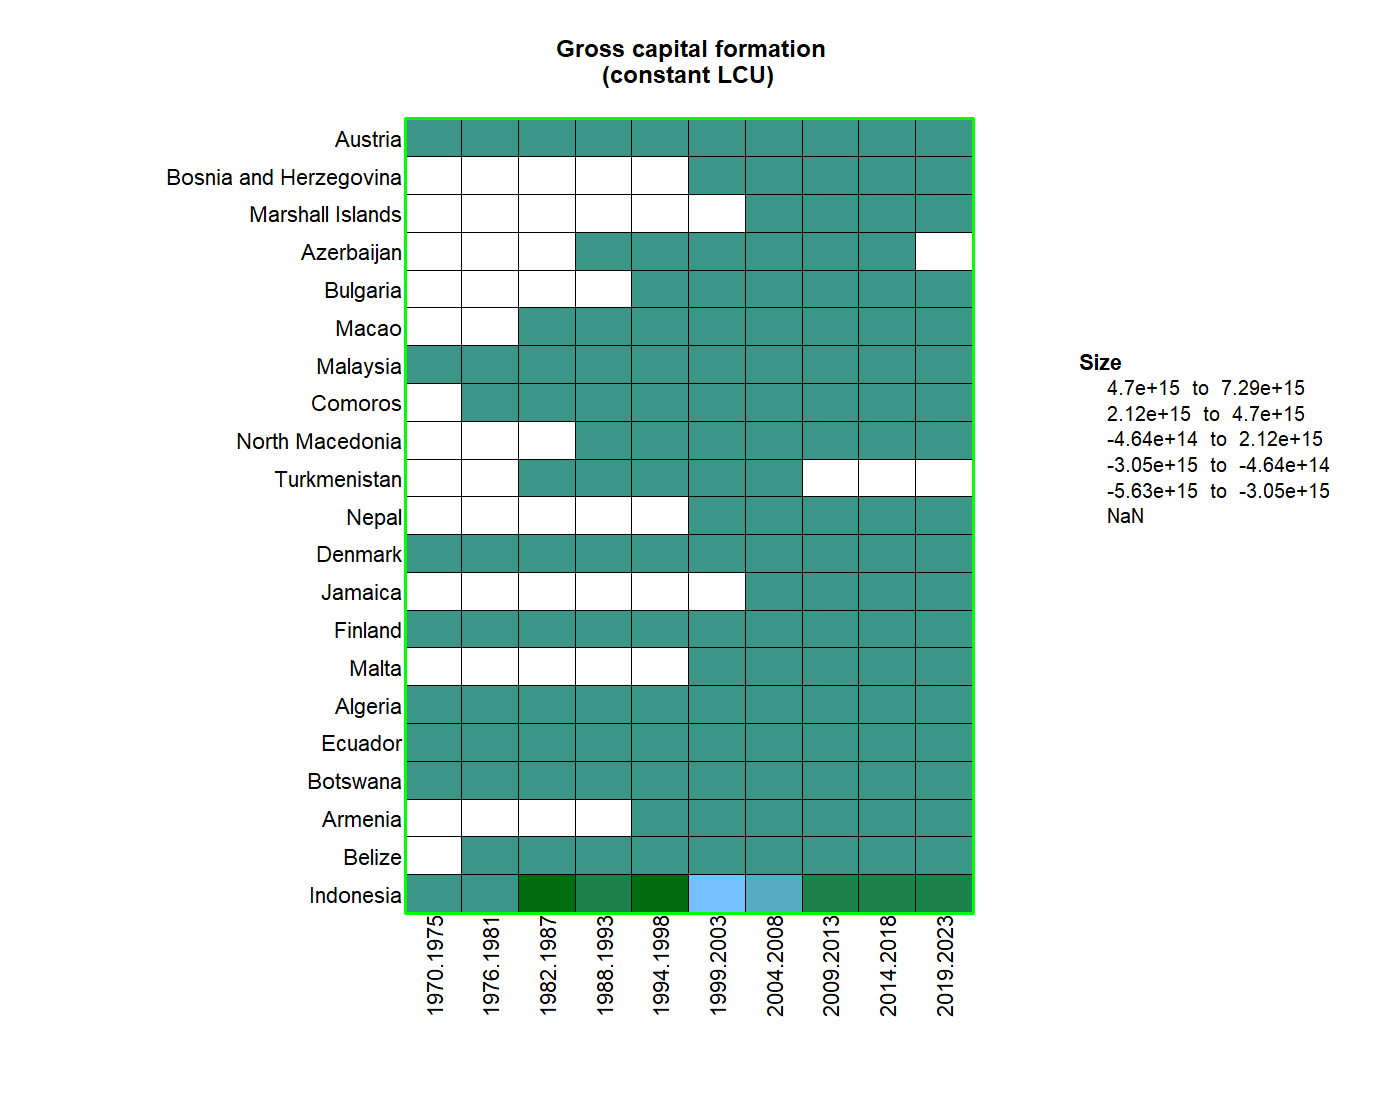 Gross capital formation
(constant LCU)
Austria
Bosnia and Herzegovina
Marshall Islands
Azerbaijan
Bulgaria
Macao
Malaysia
Comoros
North Macedonia
Turkmenistan
Nepal
Denmark
Jamaica
Finland
Malta
Algeria
Ecuador
Botswana
Armenia
Belize
Indonesia
1970.1975
1976.1981
1982.1987
1988.1993
1994.1998
1999.2003
2004.2008
2009.2013
2014.2018
2019.2023
Size
4.7e+15 to 7.29e+15
2.12e+15 to 4.7e+15
-4.64e+14 to 2.12e+15
-3.05e+15 to -4.64e+14
-5.63e+15 to -3.05e+15
NaN